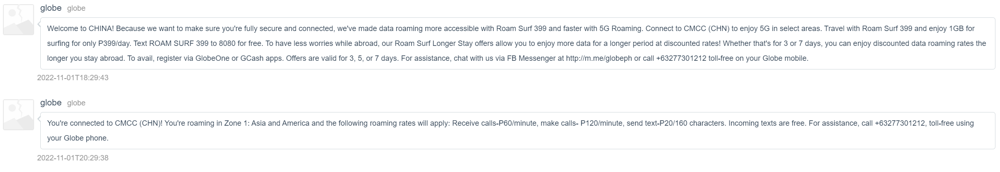 globe globe
Welcome to CHINA! Because we want to make sure you're fully secure and connected, we've made data roaming more accessible with Roam Surf 399 and faster with 5G Roaming. Connect to CMCC (CHN) to enjoy 5G in select areas. Travel with Roam Surf 399 and enjoy 1GB for
surfing for only P399/day. Text ROAM SURF 399 to 8080 for free. To have less worries while abroad, our Roam Surf Longer Stay offers allow you to enjoy more data for a longer period at discounted rates! Whether that's for 3 or 7 days, you can enjoy discounted data roaming rates the
longer you stay abroad. To avail, register via GlobeOne or GCash apps. Offers are valid for 3, 5, or 7 days. For assistance, chat with us via FB Messenger at http://m.me/globeph or call +63277301212 toll-free on your Globe mobile.
2022-11-01T18:29:43
globe globe
You're connected to CMCC (CHN)! You're roaming in Zone 1: Asia and America and the following roaming rates will apply: Receive calls-P60/minute, make calls- P120/minute, send text-P20/160 characters. Incoming texts are free. For assistance, call +63277301212, toll-free using
your Globe phone.
2022-11-01T20:29:38